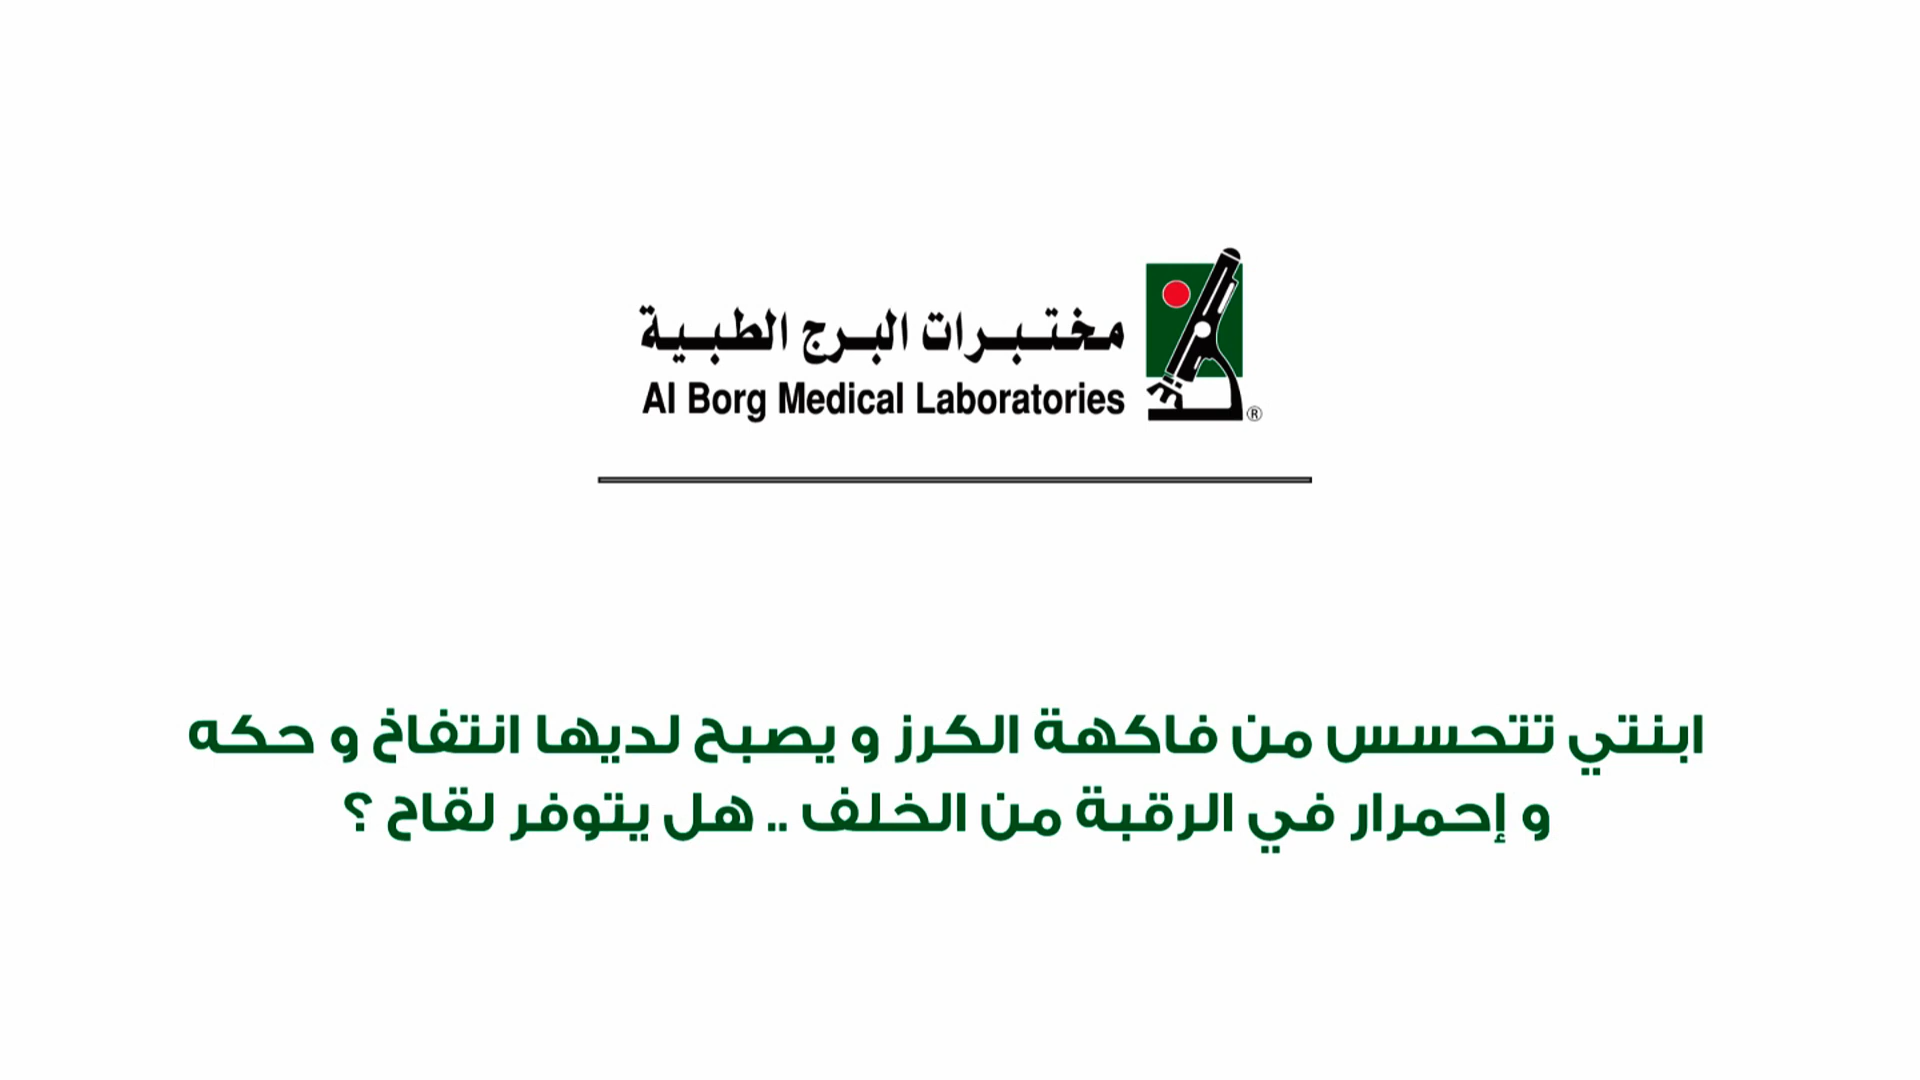 مختبرات البرج الطبية
Al Borg Medical Laboratories
®
ابنتي تتحسس من فاكهة الكرز و يصبح لديها انتفاخ و حكه
و إحمرار في الرقبة من الخلف .. هل يتوفر لقاح ؟